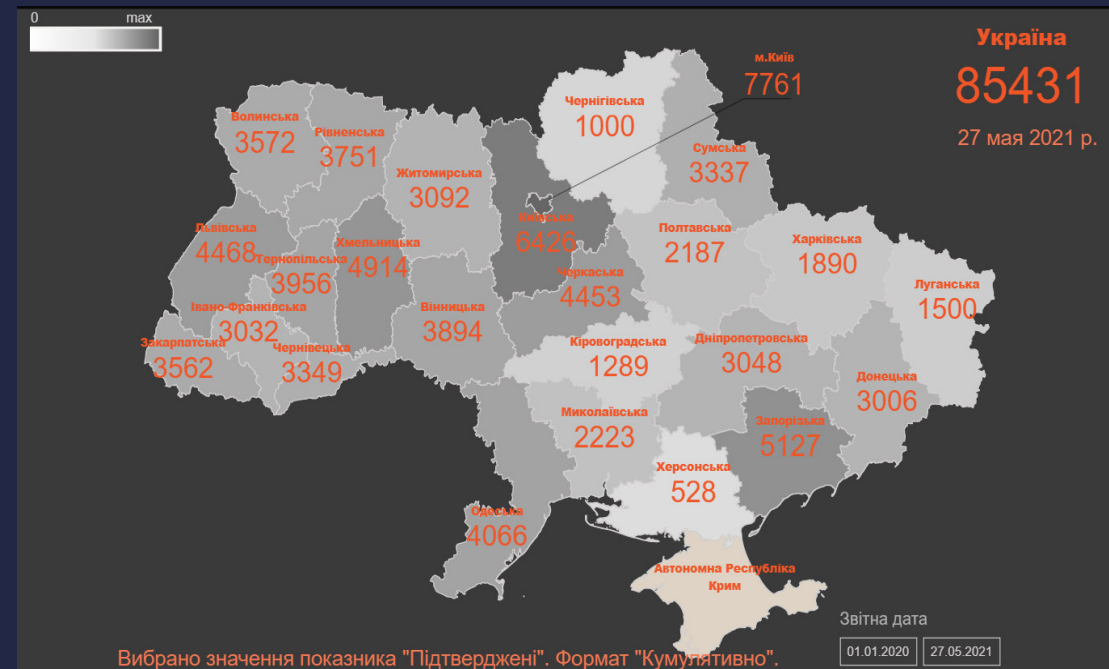 0 max
Україна
85431
27 мая 2021 р.
м.Київ
7761
Чернігівська
1000
Волинська
3572
Рівненська
3751
Житомирська
3092
Сумська
3337
Київська
6426
Львівська
4468
Тернопільська
3956
Хмельницька
4914
Полтавська
2187
Харківська
1890
Луганська
1500
Черкаська
4453
Вінницька
3894
Івано-Франківська
3032
Закарпатська
3562
Чернівецька
3349
Кіровоградська
1289
Дніпропетровська
3048
Донецька
3006
Миколаївська
2223
Запорізька
5127
Херсонська
528
Одеська
4066
Автономна Республіка
Крим
Звітна дата
01.01.2020 27.05.2021
Вибрано значення показника "Підтверджені". Формат "Кумулятивно".